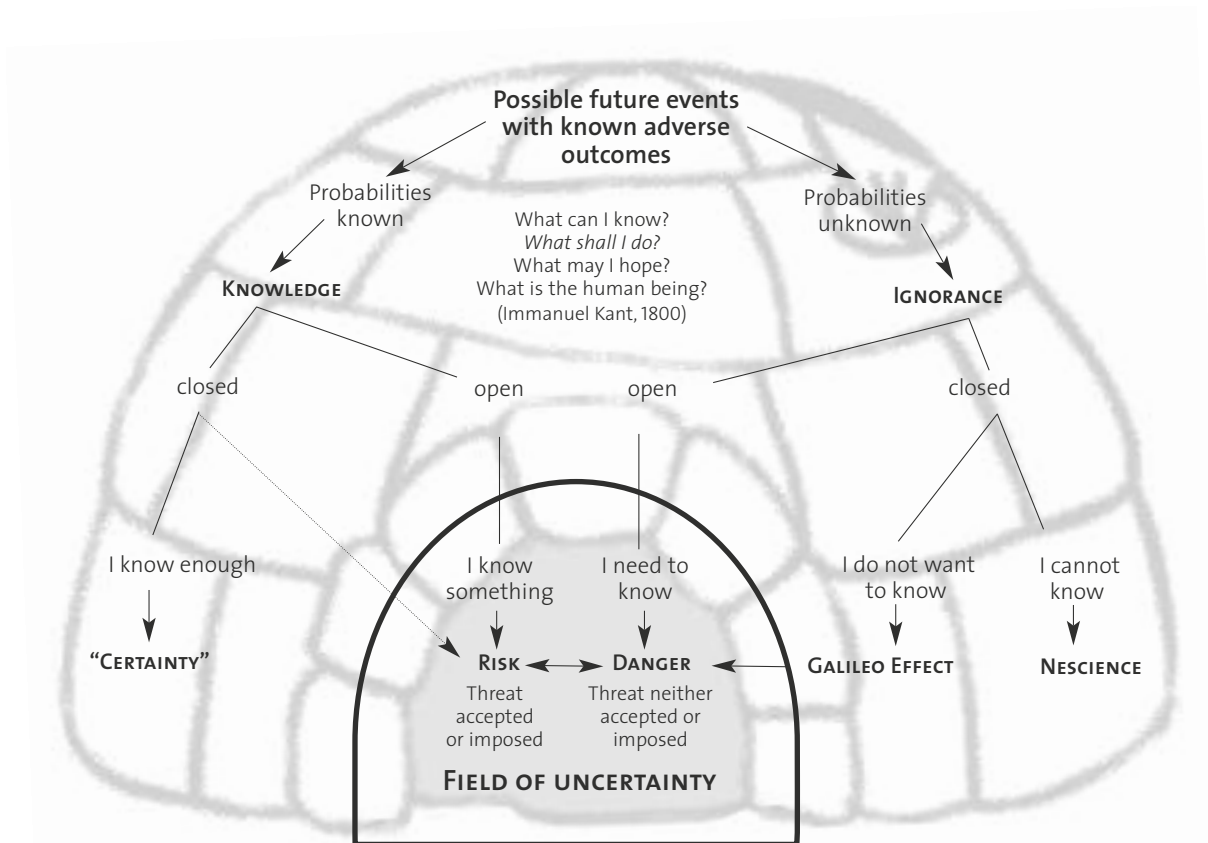 Possible future events
with known adverse
outcomes
Probabilities
known
Probabilities
unknown
What can I know?
What shall I do?
What may I hope?
What is the human being?
(Immanuel Kant, 1800)
KNOWLEDGE
IGNORANCE
closed
open
open
closed
I know enough
I know
something
I need to
know
I do not want
to know
I cannot
know
“CERTAINTY”
RISK
DANGER
GALILEO EFFECT
NESCIENCE
Threat
accepted
or imposed
Threat neither
accepted or
imposed
FIELD OF UNCERTAINTY